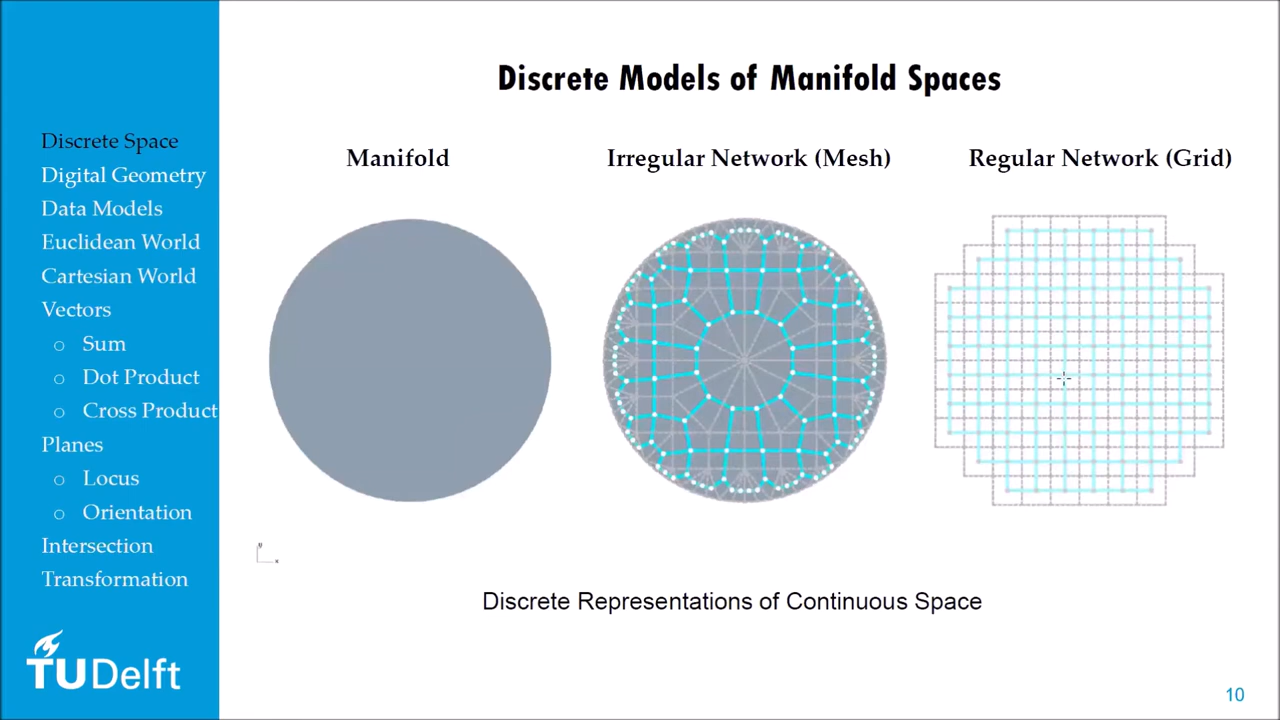 Discrete Models of Manifold Spaces
Discrete Space
Digital Geometry
Data Models
Euclidean World
Cartesian World
Vectors
○ Sum
○ Dot Product
○ Cross Product
Planes
○ Locus
○ Orientation
Intersection
Transformation
TUDelft
Manifold
Irregular Network (Mesh)
Regular Network (Grid)
y
x
Discrete Representations of Continuous Space
10